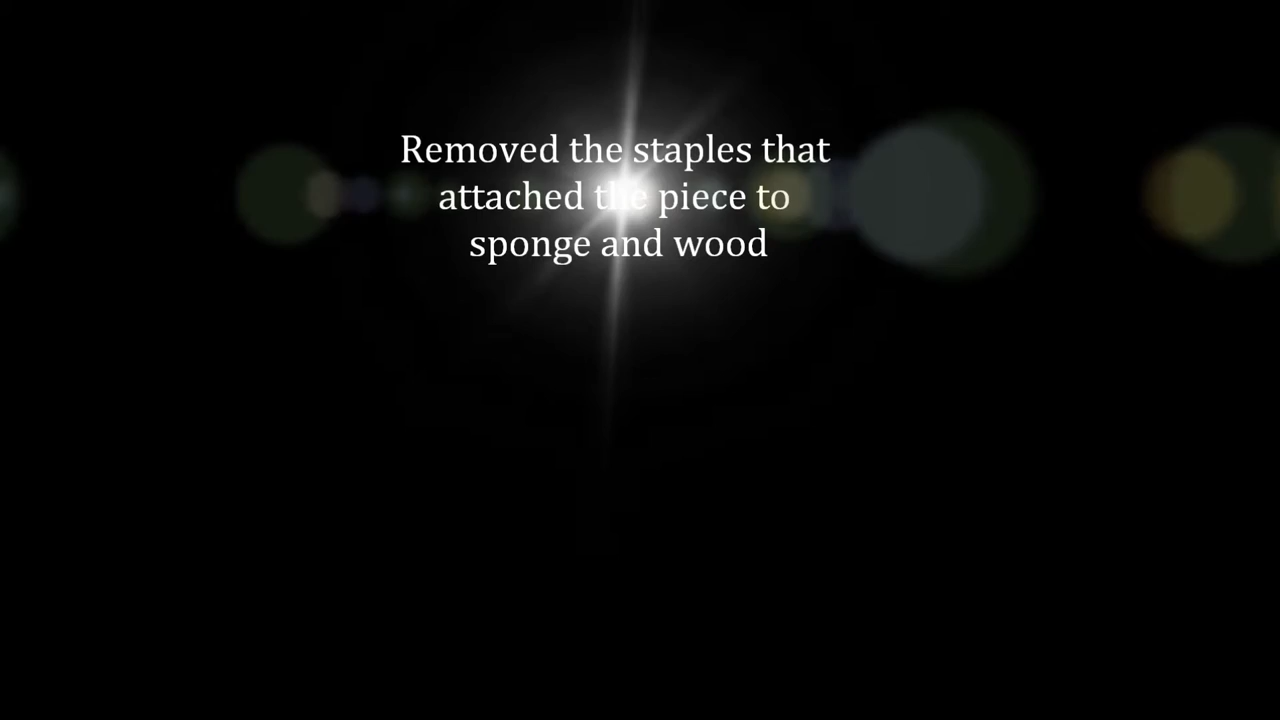 Removed the staples that
attached the piece to
sponge and wood